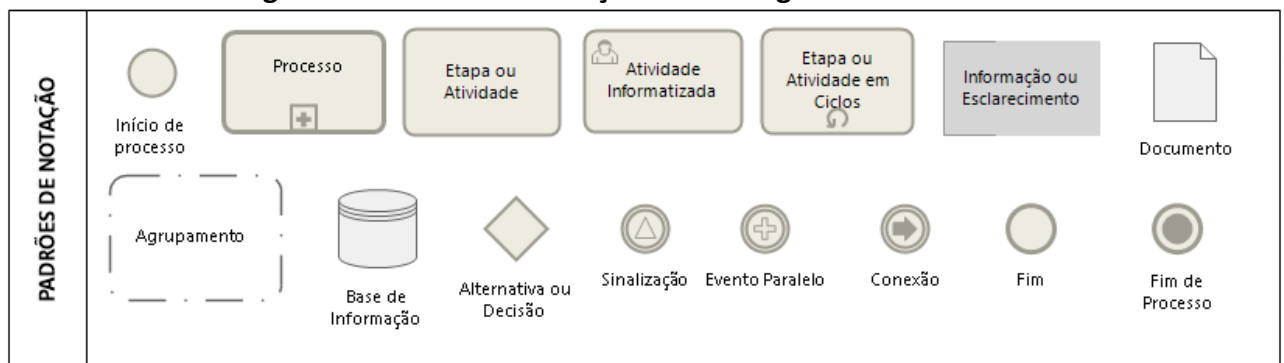 PADRÕES DE NOTAÇÃO
Início de
processo
Processo
Etapa ou
Atividade
Atividade
Informatizada
Etapa ou
Atividade em
Ciclos
Informação ou
Esclarecimento
Documento
Agrupamento
Base de
Informação
Alternativa ou
Decisão
Sinalização
Evento Paralelo
Conexão
Fim
Fim de
Processo